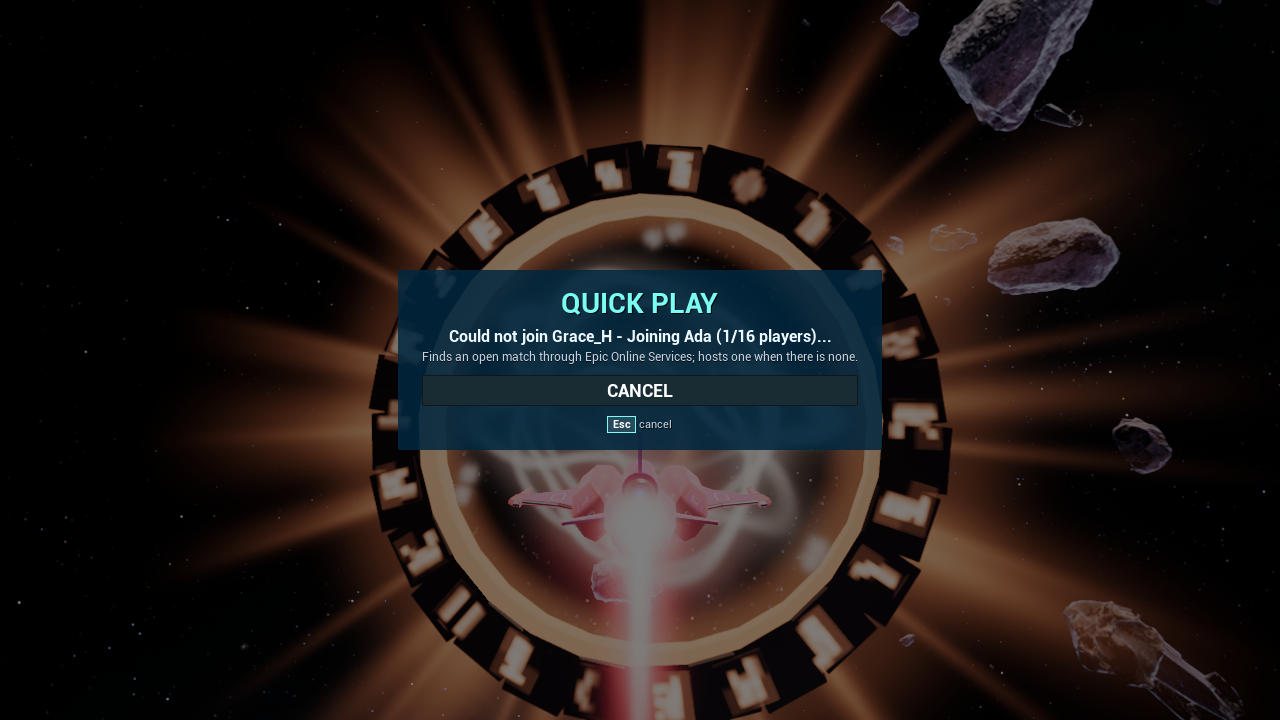 QUICK PLAY
Could not join Grace_H - Joining Ada (1/16 players)...
Finds an open match through Epic Online Services; hosts one when there is none.
CANCEL
Esc cancel